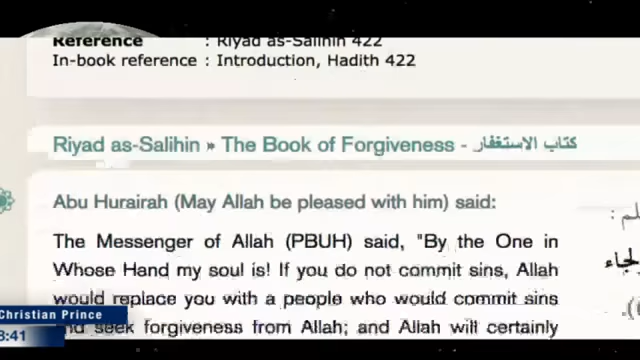 Reference : Riyad as-Salihin 422
In-book reference : Introduction, Hadith 422
Riyad as-Salihin » The Book of Forgiveness - كتاب الاستغفار
Abu Hurairah (May Allah be pleased with him) said:
The Messenger of Allah (PBUH) said, "By the One in
Whose Hand my soul is! If you do not commit sins, Allah
would replace you with a people who would commit sins
and seek forgiveness from Allah; and Allah will certainly
Christian Prince
8:41